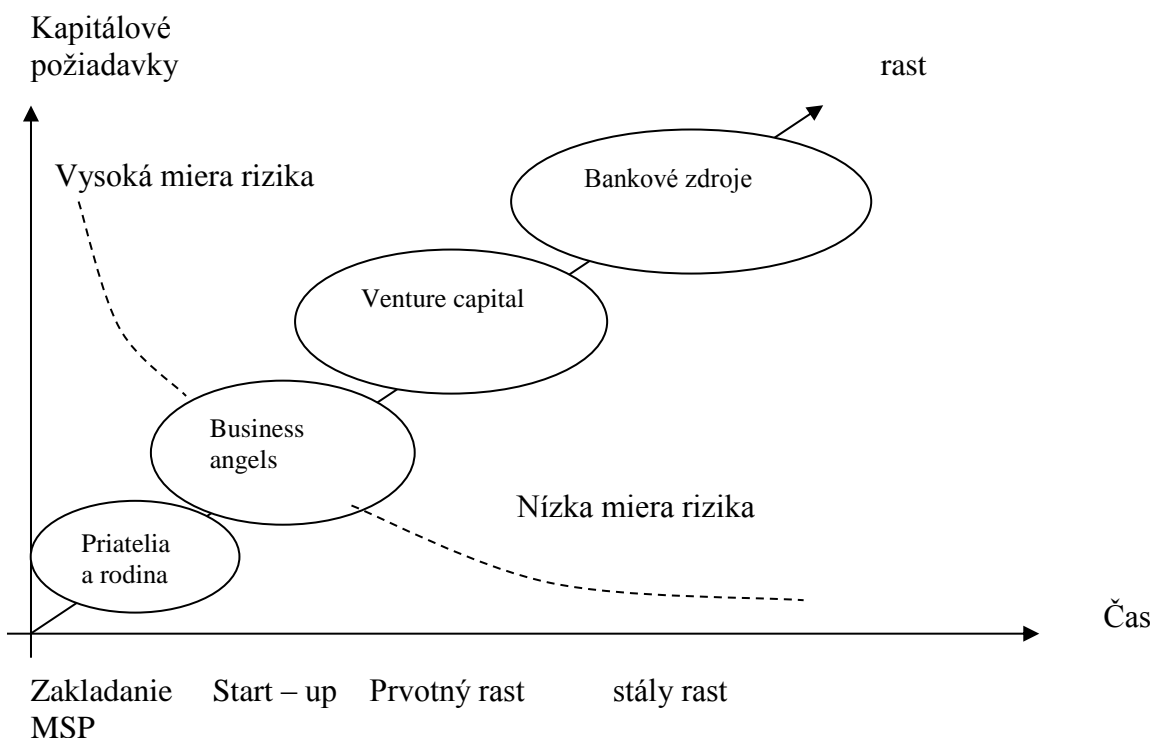 Kapitálové
požiadavky
rast
Vysoká miera rizika
Bankové zdroje
Venture capital
Business
angels
Nízka miera rizika
Priatelia
a rodina
Čas
Zakladanie Start – up Prvotný rast stály rast
MSP